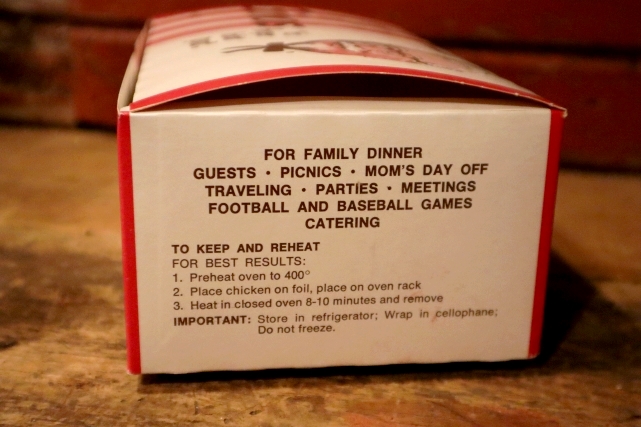 FOR FAMILY DINNER
GUESTS • PICNICS • MOM'S DAY OFF
TRAVELING • PARTIES • MEETINGS
FOOTBALL AND BASEBALL GAMES
CATERING
TO KEEP AND REHEAT
FOR BEST RESULTS:
1. Preheat oven to 400°
2. Place chicken on foil, place on oven rack
3. Heat in closed oven 8-10 minutes and remove
IMPORTANT: Store in refrigerator; Wrap in cellophane;
Do not freeze.